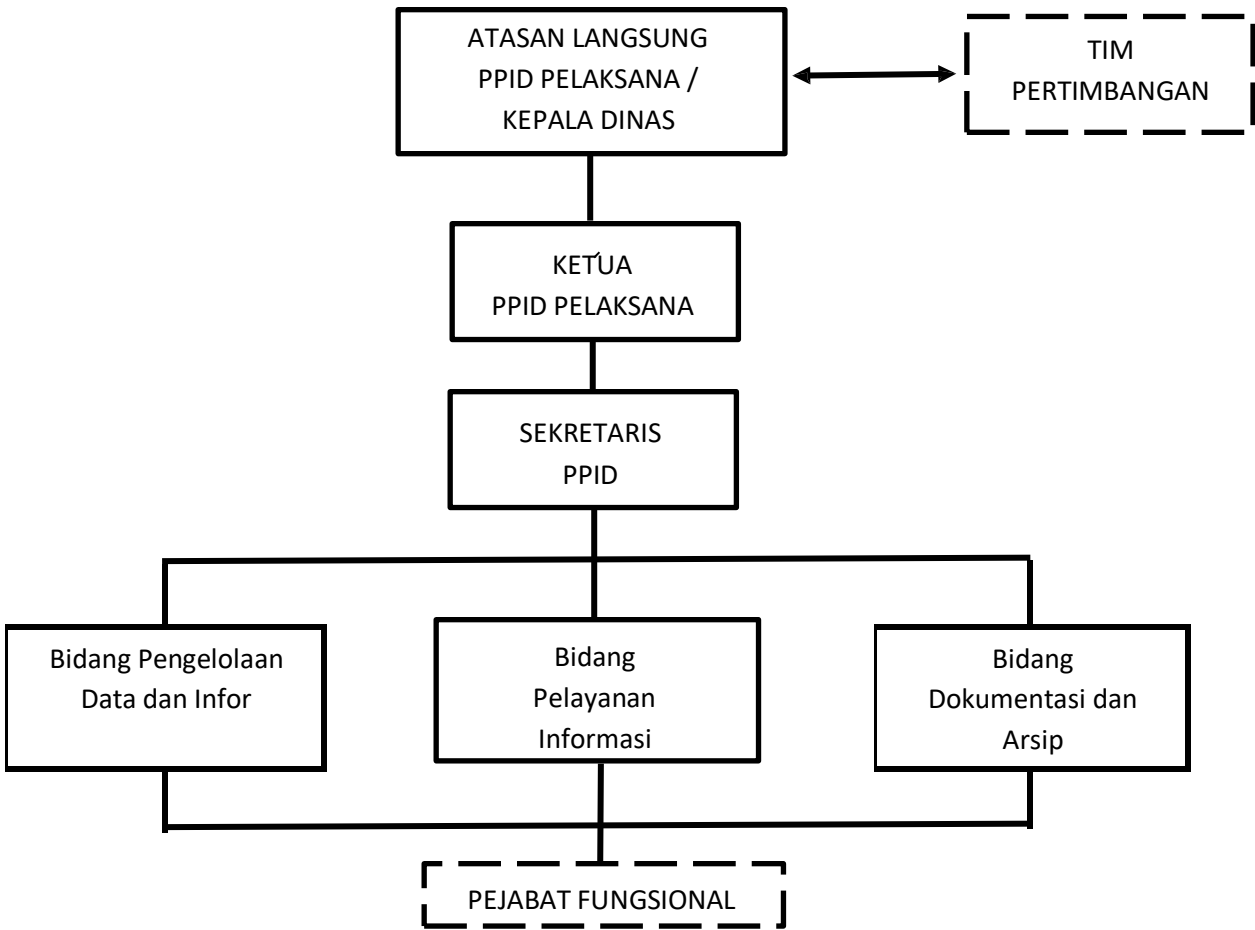 ATASAN LANGSUNG
PPID PELAKSANA /
KEPALA DINAS
TIM
PERTIMBANGAN
KETUA
PPID PELAKSANA
SEKRETARIS
PPID
Bidang Pengelolaan
Data dan Infor
Bidang
Pelayanan
Informasi
Bidang
Dokumentasi dan
Arsip
PEJABAT FUNGSIONAL